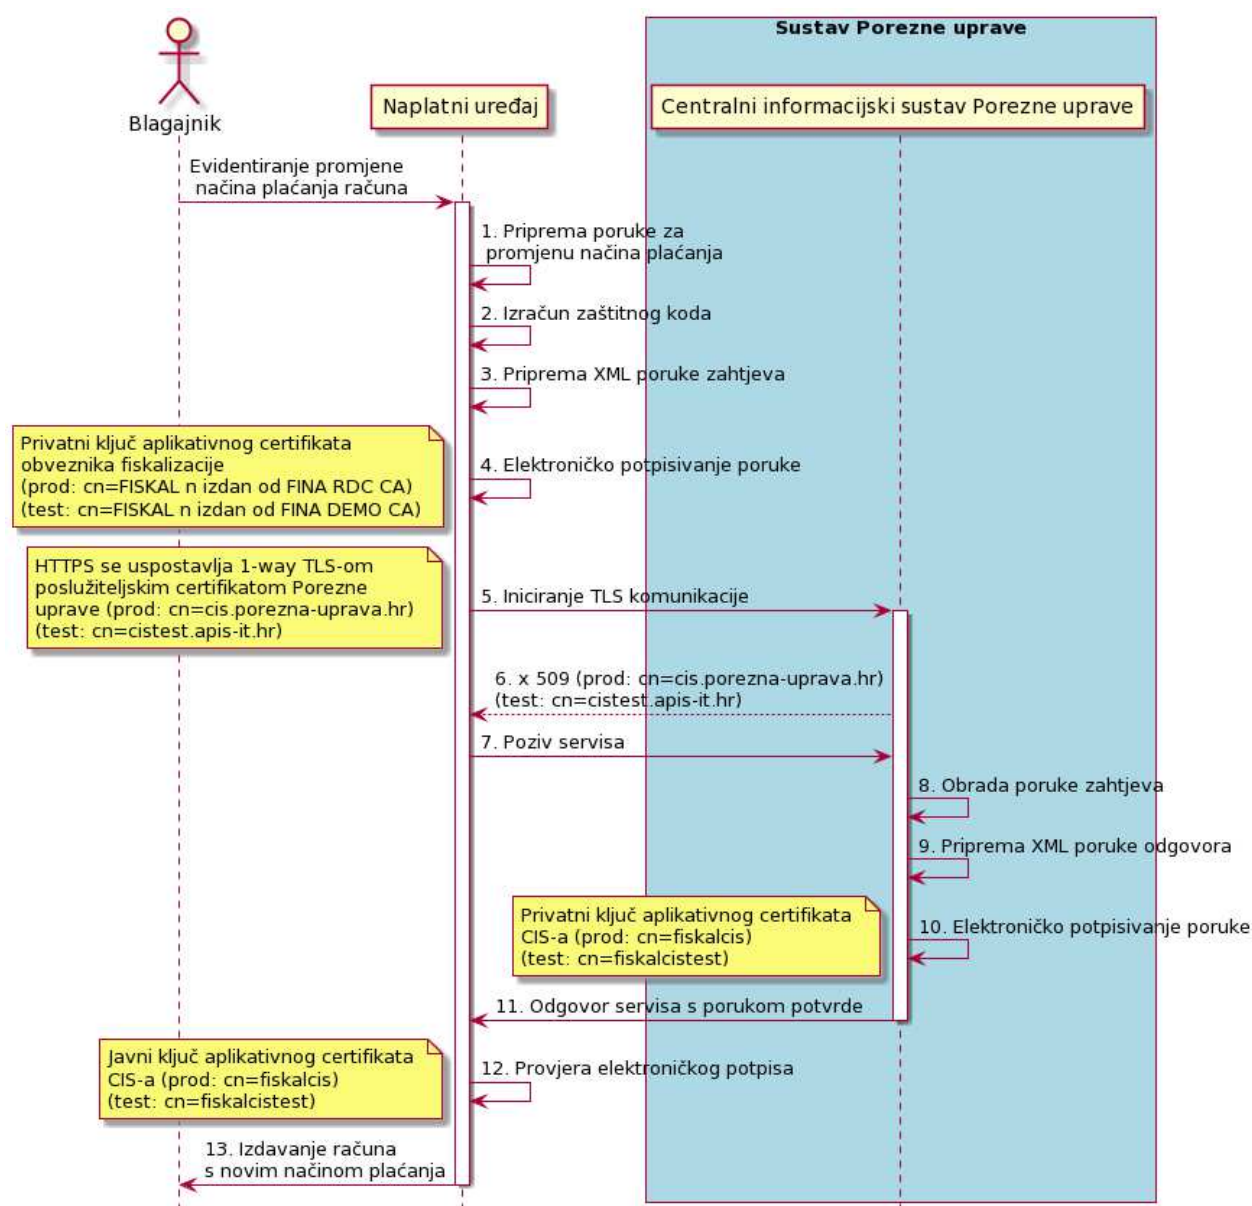 Sustav Porezne uprave
Blagajnik
Naplatni uređaj
Centralni informacijski sustav Porezne uprave
Evidentiranje promjene
načina plaćanja računa
1. Priprema poruke za
promjenu načina plaćanja
2. Izračun zaštitnog koda
3. Priprema XML poruke zahtjeva
Privatni ključ aplikativnog certifikata
obveznika fiskalizacije
(prod: cn=FISKAL n izdan od FINA RDC CA)
(test: cn=FISKAL n izdan od FINA DEMO CA)
4. Elektroničko potpisivanje poruke
HTTPS se uspostavlja 1-way TLS-om
poslužiteljskim certifikatom Porezne
uprave (prod: cn=cis.porezna-uprava.hr)
(test: cn=cistest.apis-it.hr)
5. Iniciranje TLS komunikacije
6. x 509 (prod: cn=cis.porezna-uprava.hr)
(test: cn=cistest.apis-it.hr)
7. Poziv servisa
8. Obrada poruke zahtjeva
9. Priprema XML poruke odgovora
Privatni ključ aplikativnog certifikata
CIS-a (prod: cn=fiskalcis)
(test: cn=fiskalcistest)
10. Elektroničko potpisivanje poruke
11. Odgovor servisa s porukom potvrde
Javni ključ aplikativnog certifikata
CIS-a (prod: cn=fiskalcis)
(test: cn=fiskalcistest)
12. Provjera elektroničkog potpisa
13. Izdavanje računa
s novim načinom plaćanja